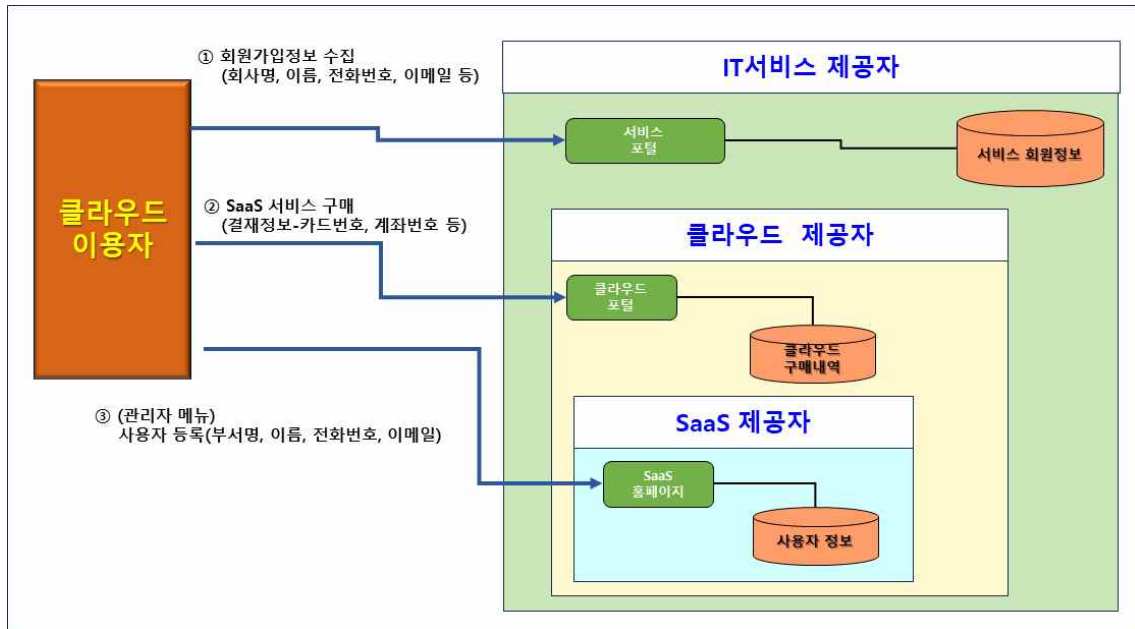 ① 회원가입정보 수집
(회사명, 이름, 전화번호, 이메일 등)
IT서비스 제공자
서비스
포털
서비스 회원정보
클라우드
이용자
② SaaS 서비스 구매
(결재정보-카드번호, 계좌번호 등)
클라우드 제공자
클라우드
포털
클라우드
구매내역
③ (관리자 메뉴)
사용자 등록(부서명, 이름, 전화번호, 이메일)
SaaS 제공자
SaaS
홈페이지
사용자 정보